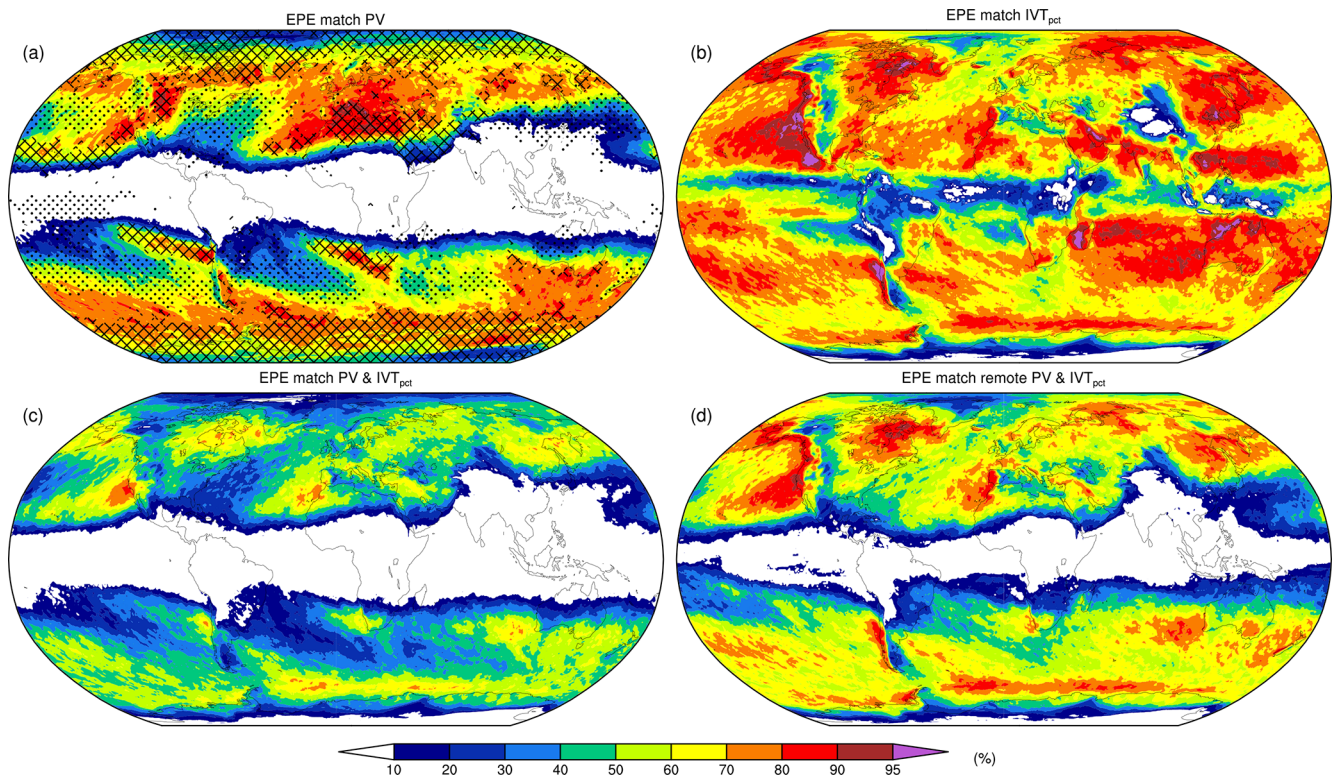 EPE match PV
(a)
EPE match IVTpct
(b)
EPE match PV & IVTpct
(c)
EPE match remote PV & IVTpct
(d)
10 20 30 40 50 60 70 80 90 95 (%)